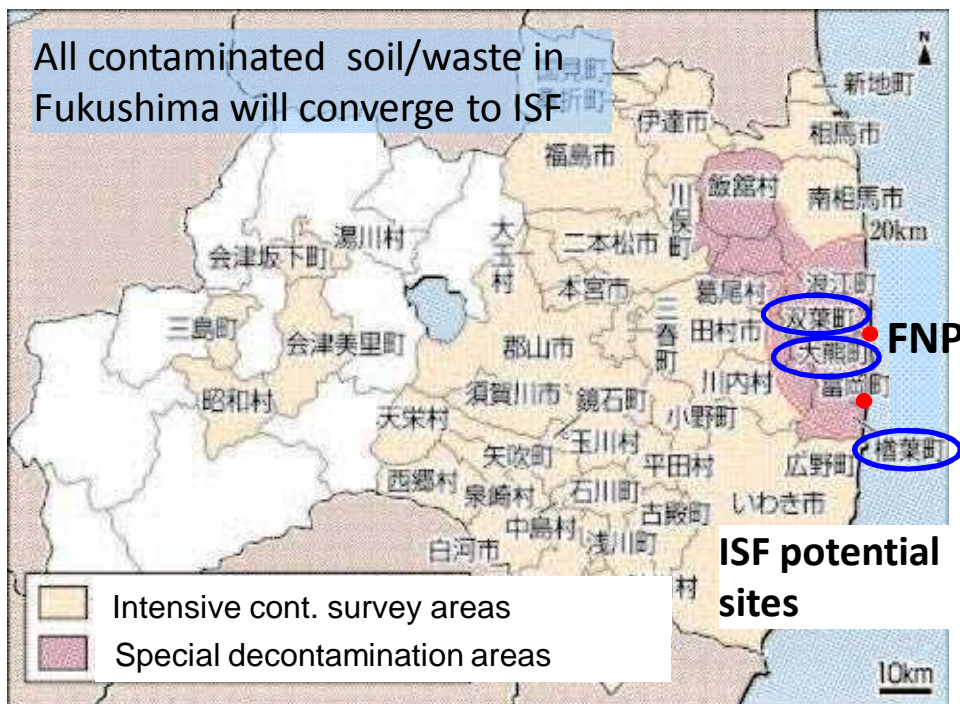 All contaminated soil/waste in
Fukushima will converge to ISF
N
新地町
伊達市
相馬市
福島市
飯舘村
川俣町
南相馬市
20km
湯川村
大玉村
二本松市
会津坂下町
浪江町
本宮市
葛尾村
双葉町
三島町
三春町
田村市
FNP
会津美里町
郡山市
大熊町
川内村
富岡町
昭和村
須賀川市
鏡石町
小野町
天栄村
玉川村
楢葉町
矢吹町
平田村
広野町
西郷村
泉崎村
石川町
いわき市
中島村
古殿町
白河市
浅川町
ISF potential
sites
村
Intensive cont. survey areas
Special decontamination areas
10km